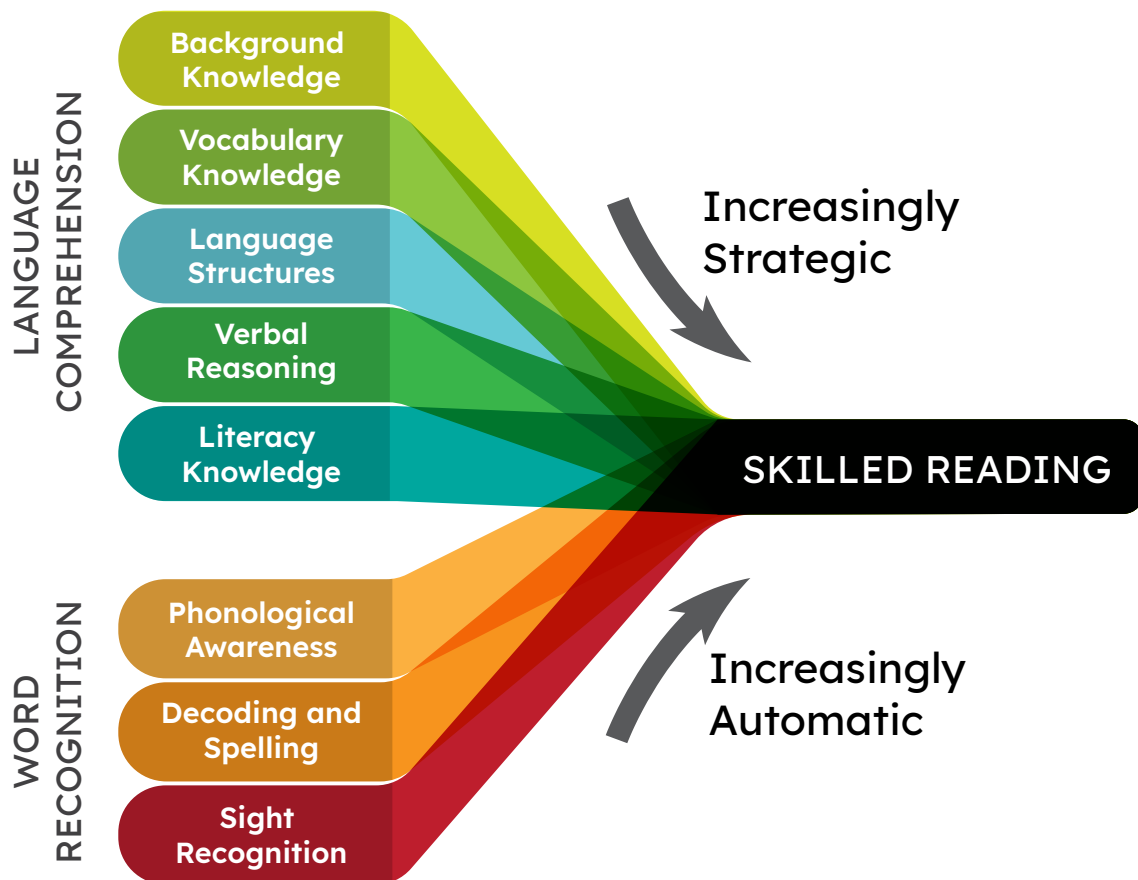 LANGUAGE
COMPREHENSION
Background
Knowledge
Vocabulary
Knowledge
Language
Structures
Verbal
Reasoning
Literacy
Knowledge
Increasingly
Strategic
SKILLED READING
WORD
RECOGNITION
Phonological
Awareness
Decoding and
Spelling
Sight
Recognition
Increasingly
Automatic